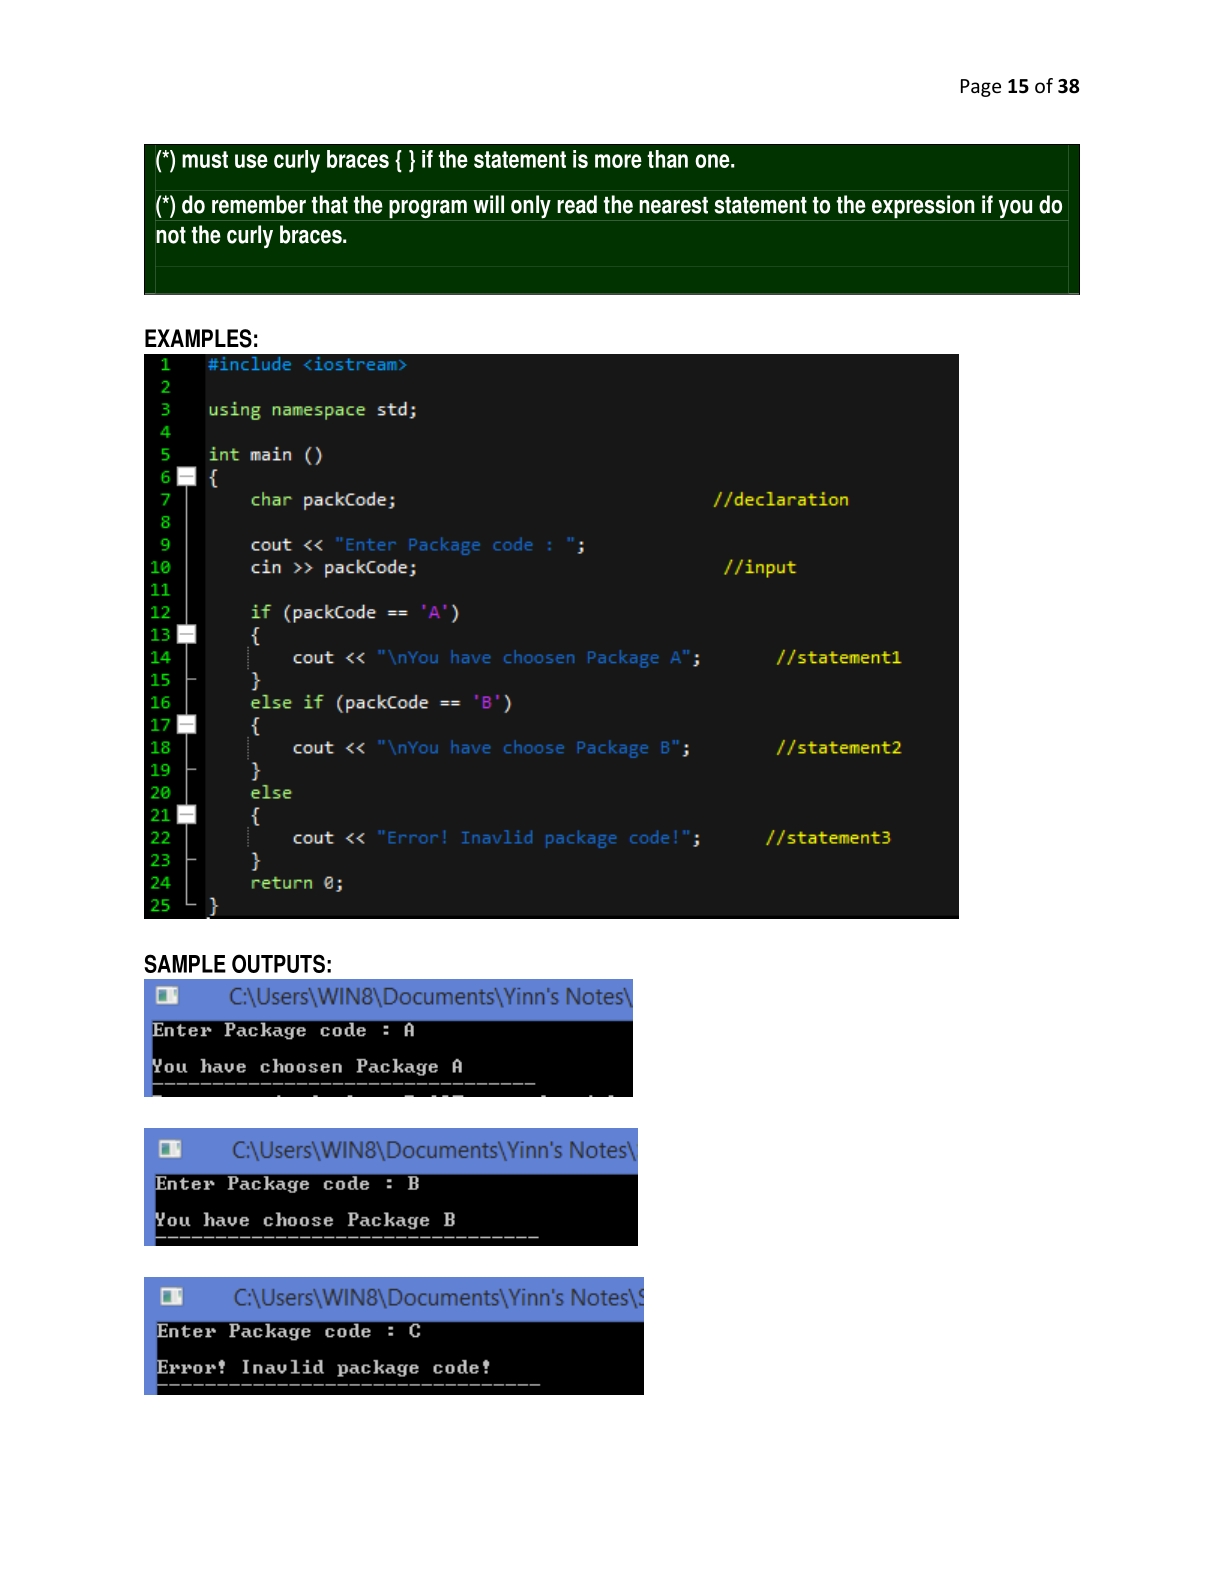 Page 15 of 38
(*) must use curly braces { } if the statement is more than one.
(*) do remember that the program will only read the nearest statement to the expression if you do
not the curly braces.
EXAMPLES:
1 #include <iostream>
2
3 using namespace std;
4
5 int main ()
6 {
7 char packCode; //declaration
8
9 cout << "Enter Package code : ";
10 cin >> packCode; //input
11
12 if (packCode == 'A')
13 {
14 cout << "\nYou have choosen Package A"; //statement1
15 }
16 else if (packCode == 'B')
17 {
18 cout << "\nYou have choose Package B"; //statement2
19 }
20 else
21 {
22 cout << "Error! Inavlid package code!"; //statement3
23 }
24 return 0;
25 }
SAMPLE OUTPUTS:
C:\Users\WIN8\Documents\Yinn's Notes\
Enter Package code : A
You have choosen Package A
--------------------------------
C:\Users\WIN8\Documents\Yinn's Notes\
Enter Package code : B
You have choose Package B
--------------------------------
C:\Users\WIN8\Documents\Yinn's Notes\S
Enter Package code : C
Error! Inavlid package code!
--------------------------------